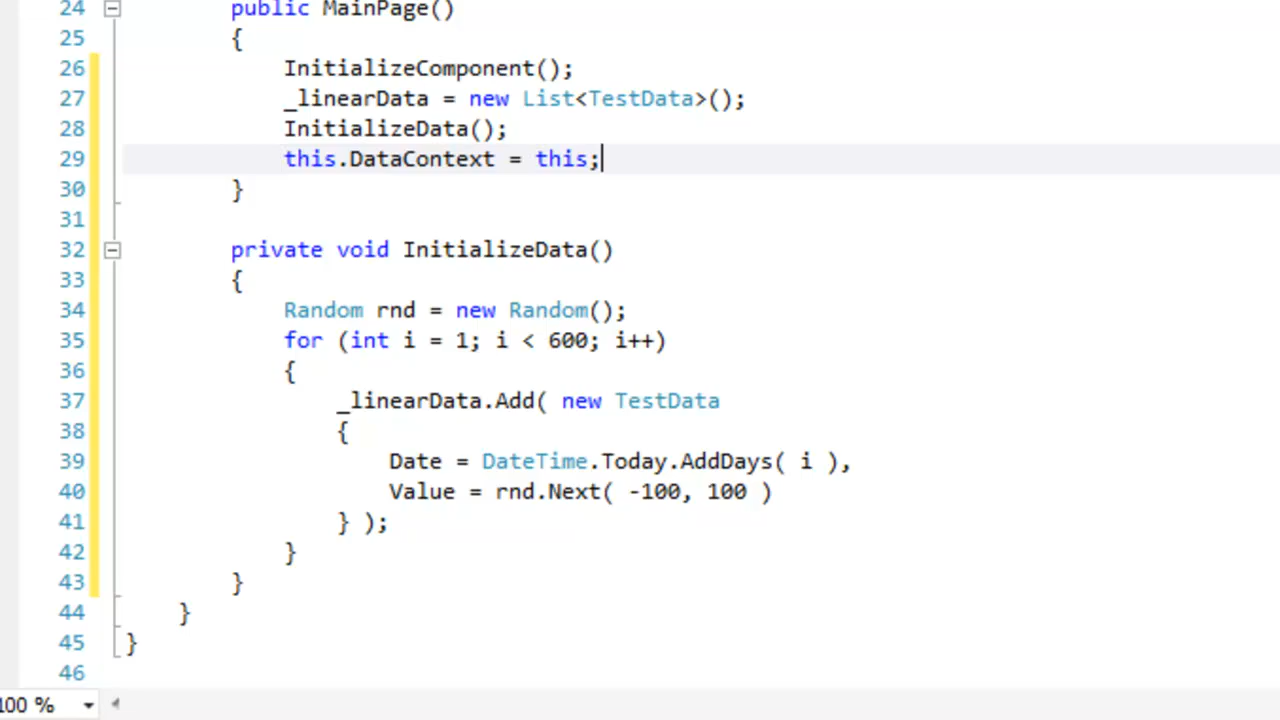 24 public MainPage()
25 {
26 InitializeComponent();
27 _linearData = new List<TestData>();
28 InitializeData();
29 this.DataContext = this;
30 }
31
32 private void InitializeData()
33 {
34 Random rnd = new Random();
35 for (int i = 1; i < 600; i++)
36 {
37 _linearData.Add( new TestData
38 {
39 Date = DateTime.Today.AddDays( i ),
40 Value = rnd.Next( -100, 100 )
41 } );
42 }
43 }
44 }
45 }
46
100 %